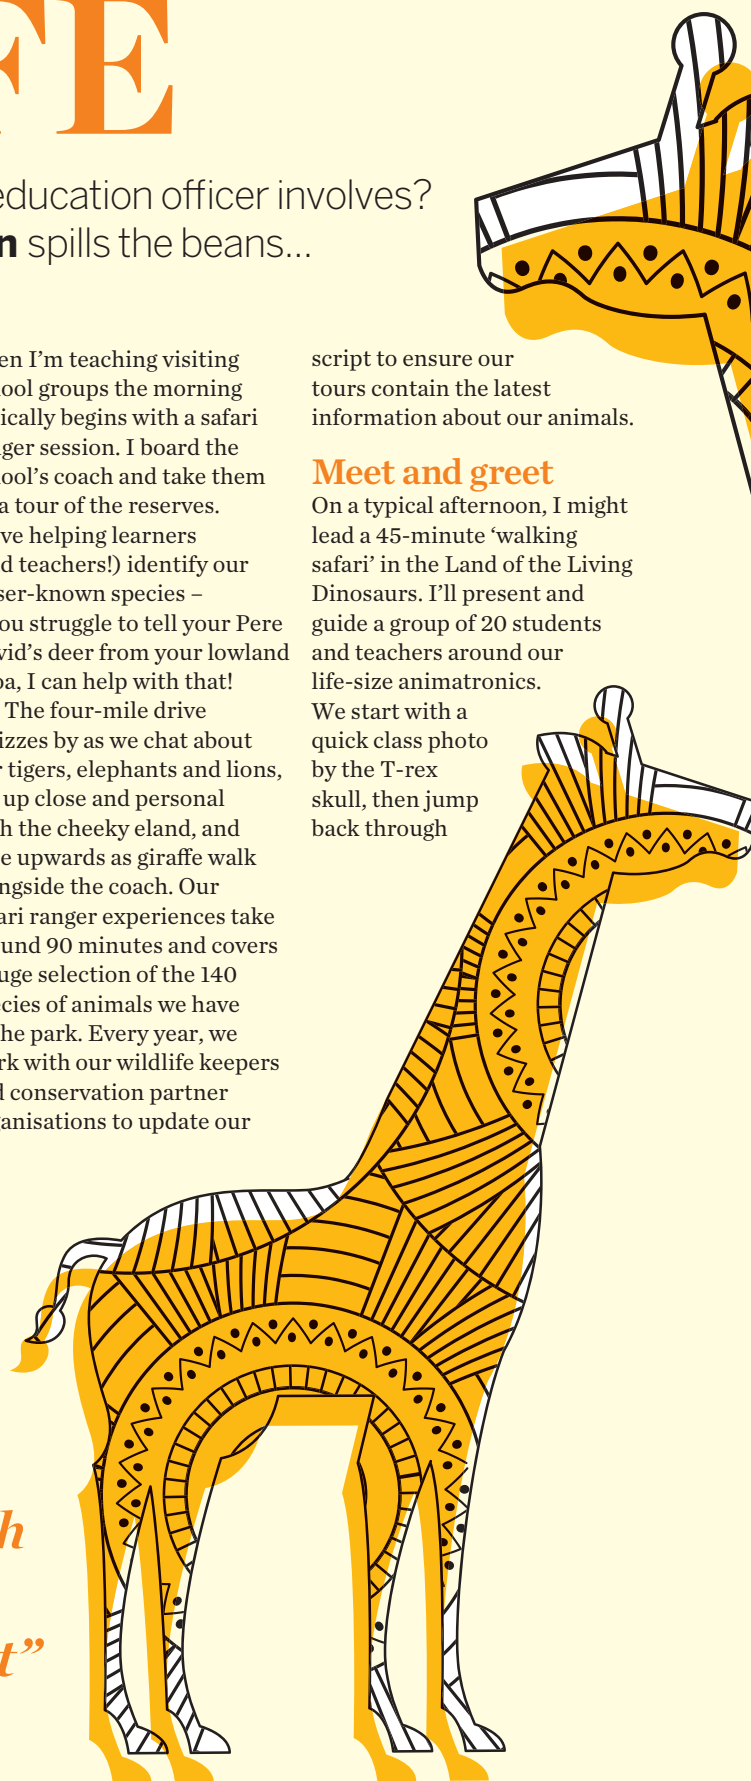 FE
education officer involves?
n spills the beans...
en I’m teaching visiting
ool groups the morning
ically begins with a safari
ger session. I board the
ool’s coach and take them
a tour of the reserves.
ve helping learners
d teachers!) identify our
ser-known species –
ou struggle to tell your Pere
vid’s deer from your lowland
pa, I can help with that!
The four-mile drive
izzes by as we chat about
r tigers, elephants and lions,
up close and personal
h the cheeky eland, and
e upwards as giraffe walk
ngside the coach. Our
ari ranger experiences take
und 90 minutes and covers
uge selection of the 140
ecies of animals we have
he park. Every year, we
rk with our wildlife keepers
d conservation partner
ganisations to update our
script to ensure our
tours contain the latest
information about our animals.
Meet and greet
On a typical afternoon, I might
lead a 45-minute ‘walking
safari’ in the Land of the Living
Dinosaurs. I’ll present and
guide a group of 20 students
and teachers around our
life-size animatronics.
We start with a
quick class photo
by the T-rex
skull, then jump
back through
h
t”